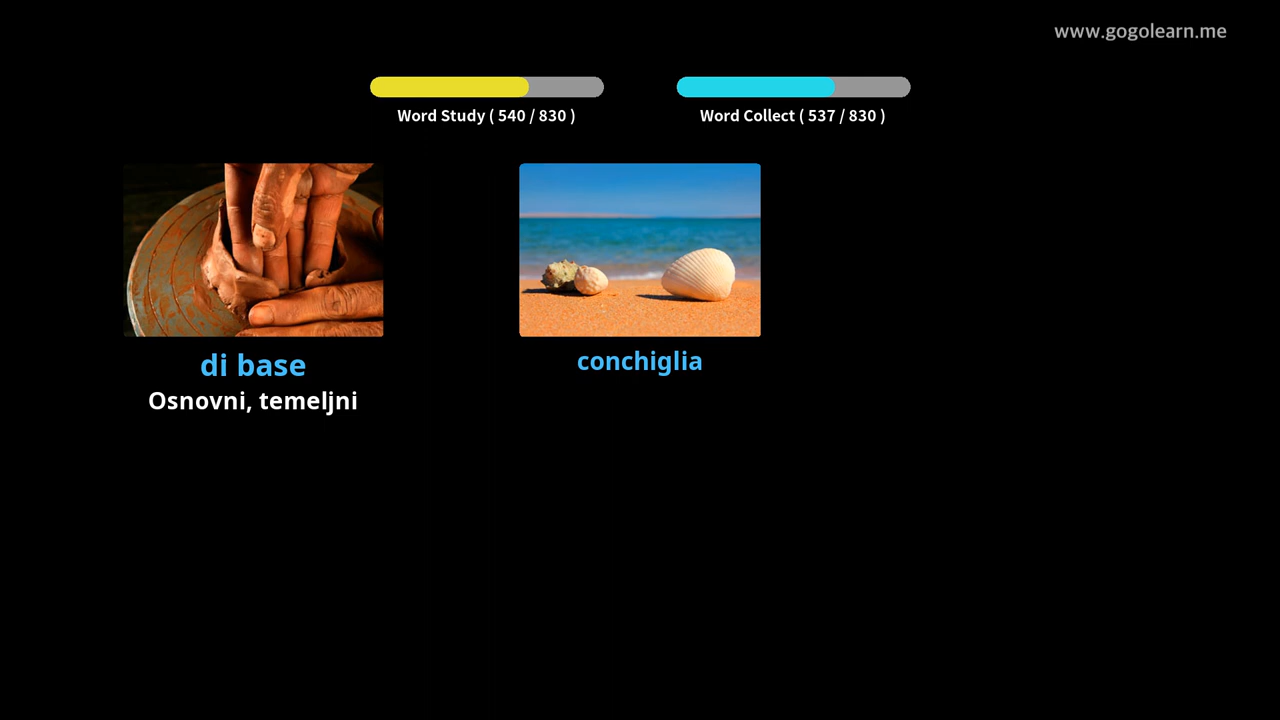 www.gogolearn.me
Word Study ( 540 / 830 )
Word Collect ( 537 / 830 )
di base
Osnovni, temeljni
conchiglia